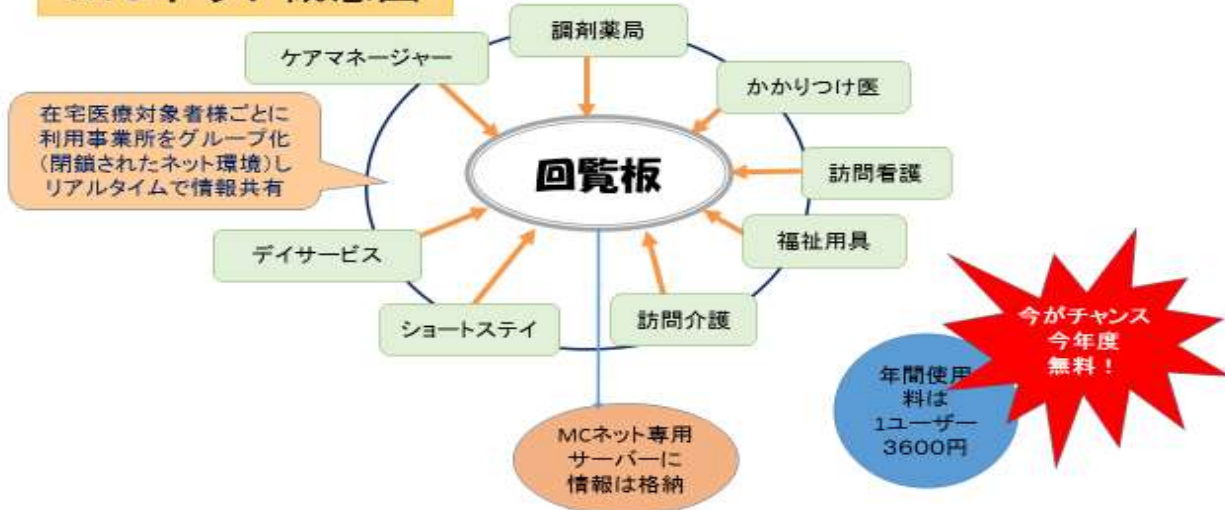 調剤薬局
ケアマネージャー
かかりつけ医
在宅医療対象者様ごとに
利用事業所をグループ化
(閉鎖されたネット環境)し
リアルタイムで情報共有
回覧板
訪問看護
デイサービス
福祉用具
ショートステイ
訪問介護
今がチャンス
今年度
無料!
年間使用
料は
1ユーザー
3600円
MCネット専用
サーバーに
情報は格納